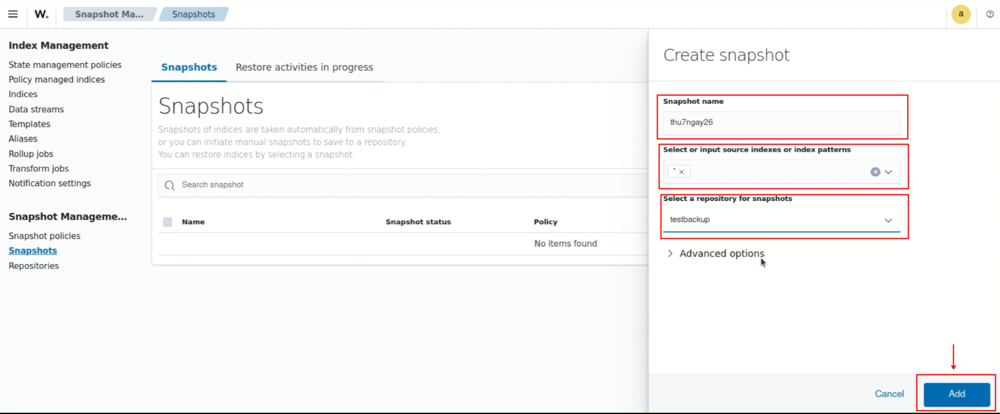 W.
Snapshot Ma...
Snapshots
a
Index Management
State management policies
Policy managed indices
Indices
Data streams
Templates
Aliases
Rollup jobs
Transform jobs
Notification settings
Snapshot Manageme...
Snapshot policies
Snapshots
Repositories
Snapshots
Restore activities in progress
Snapshots
Snapshots of indices are taken automatically from snapshot policies,
or you can initiate manual snapshots to save to a repository.
You can restore indices by selecting a snapshot.
Search snapshot
Name
Snapshot status
Policy
No items found
Create snapshot
Snapshot name
thu7ngay26
Select or input source indexes or index patterns
*
Select a repository for snapshots
testbackup
Advanced options
Cancel
Add